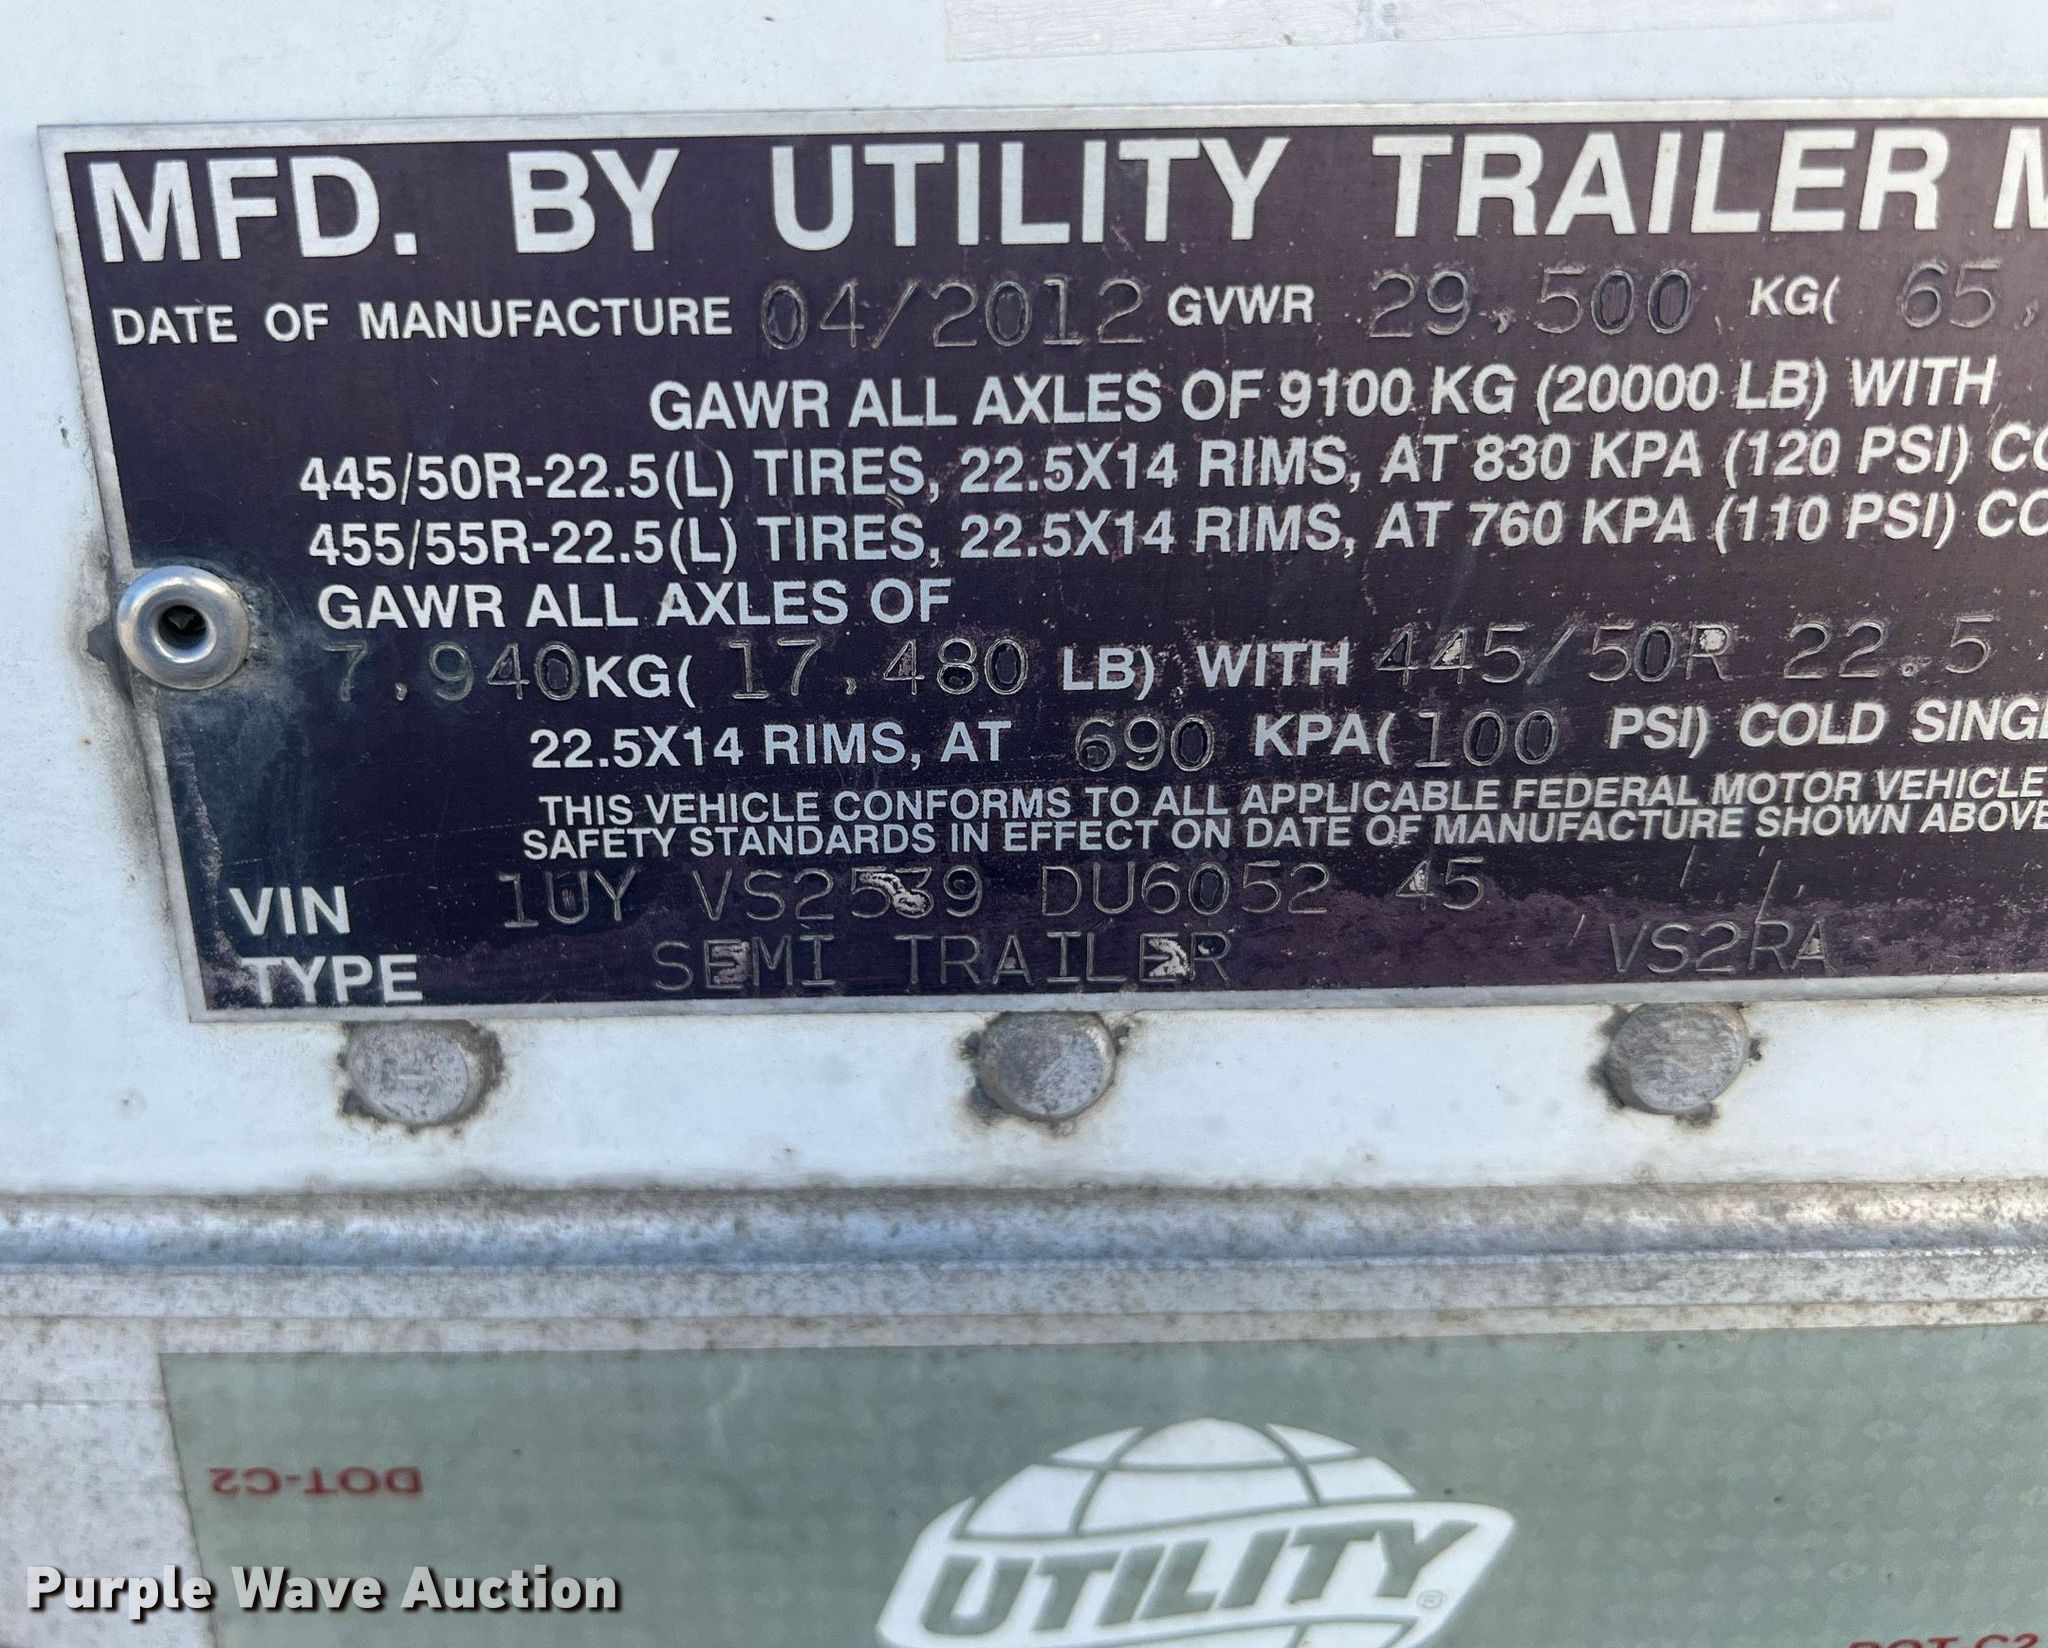 MFD. BY UTILITY TRAILER M
DATE OF MANUFACTURE 04/2012 GVWR 29,500 KG( 65,
GAWR ALL AXLES OF 9100 KG (20000 LB) WITH
445/50R-22.5(L) TIRES, 22.5X14 RIMS, AT 830 KPA (120 PSI) CO
455/55R-22.5(L) TIRES, 22.5X14 RIMS, AT 760 KPA (110 PSI) CO
GAWR ALL AXLES OF
7,940 KG( 17,480 LB) WITH 445/50R 22.5
22.5X14 RIMS, AT 690 KPA( 100 PSI) COLD SINGL
THIS VEHICLE CONFORMS TO ALL APPLICABLE FEDERAL MOTOR VEHICLE
SAFETY STANDARDS IN EFFECT ON DATE OF MANUFACTURE SHOWN ABOVE
VIN 1UY VS2539 DU6052 45
TYPE SEMI TRAILER VS2RA
DOT-C2
UTILITY®
DOT-C2
Purple Wave Auction